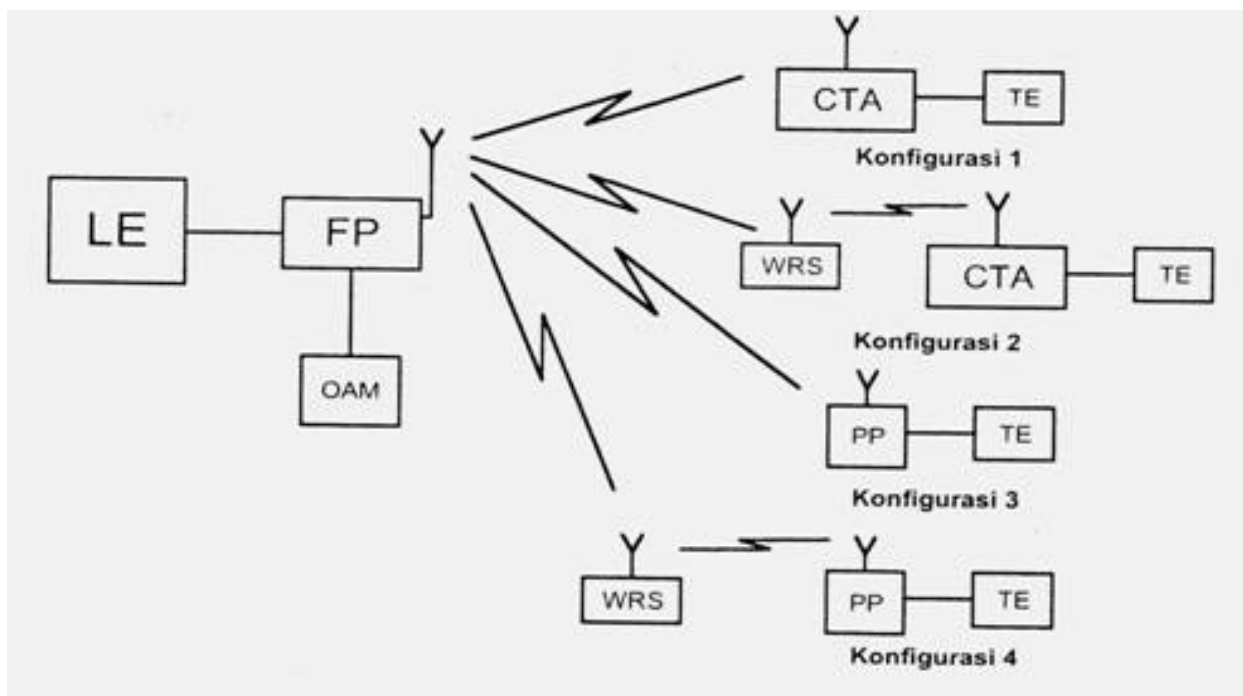 LE
FP
OAM
CTA
TE
Konfigurasi 1
WRS
CTA
TE
Konfigurasi 2
PP
TE
Konfigurasi 3
WRS
PP
TE
Konfigurasi 4